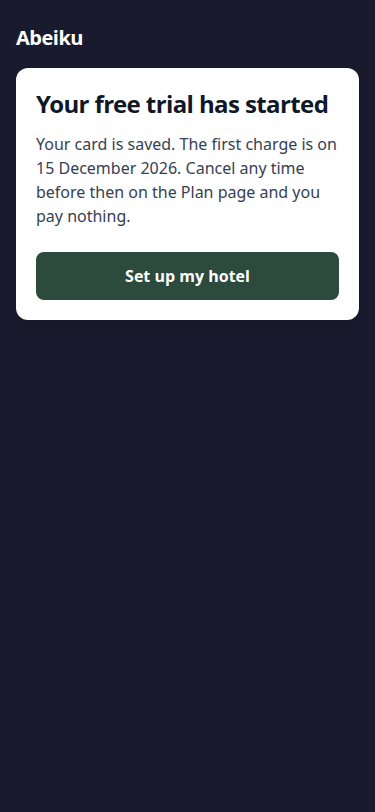 Abeiku
Your free trial has started
Your card is saved. The first charge is on
15 December 2026. Cancel any time
before then on the Plan page and you
pay nothing.
Set up my hotel